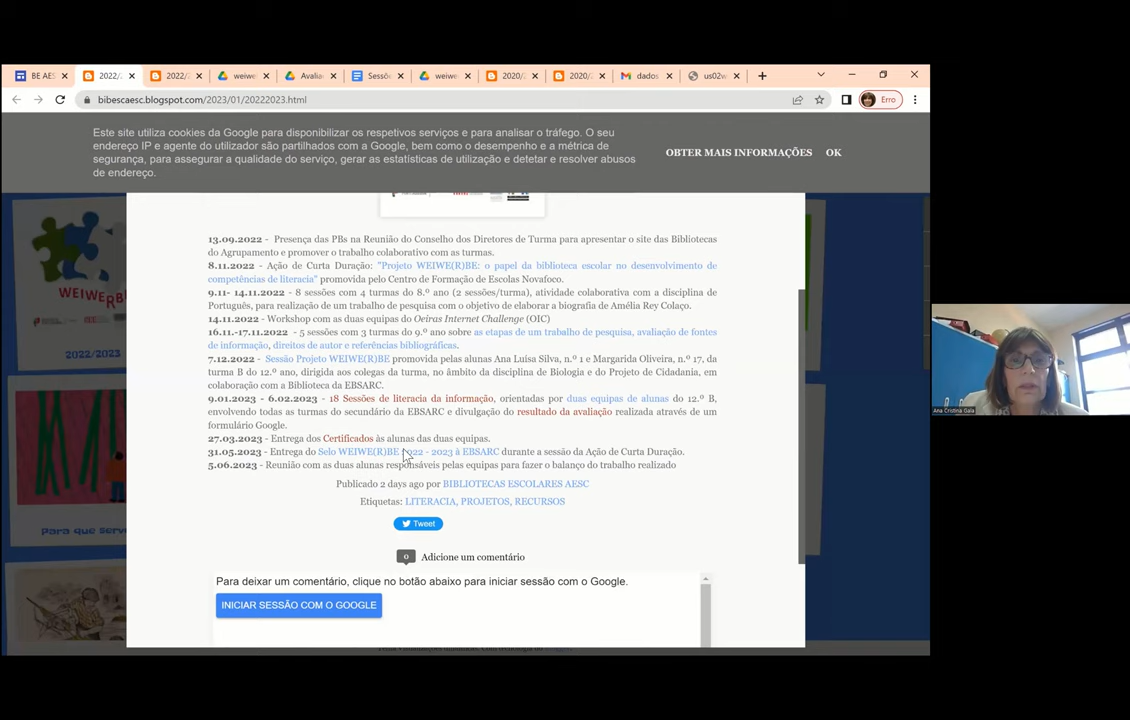 BE AES
2022/2
2022/2
weiwe
Avalia
Sessõe
weiwe
2020/2
2020/2
dados
us02w
bibescaesc.blogspot.com/2023/01/20222023.html
Erro
Este site utiliza cookies da Google para disponibilizar os respetivos serviços e para analisar o tráfego. O seu
endereço IP e agente do utilizador são partilhados com a Google, bem como o desempenho e a métrica de
segurança, para assegurar a qualidade do serviço, gerar as estatísticas de utilização e detetar e resolver abusos
de endereço.
OBTER MAIS INFORMAÇÕES OK
WEIWERBE
2022/2023
Para que serve
13.09.2022 - Presença das PBs na Reunião do Conselho dos Diretores de Turma para apresentar o site das Bibliotecas
do Agrupamento e promover o trabalho colaborativo com as turmas.
8.11.2022 - Ação de Curta Duração: "Projeto WEIWE(R)BE: o papel da biblioteca escolar no desenvolvimento de
competências de literacia" promovida pelo Centro de Formação de Escolas Novafoco.
9.11- 14.11.2022 - 8 sessões com 4 turmas do 8.º ano (2 sessões/turma), atividade colaborativa com a disciplina de
Português, para realização de um trabalho de pesquisa com o objetivo de elaborar a biografia de Amélia Rey Colaço.
14.11.2022 - Workshop com as duas equipas do Oeiras Internet Challenge (OIC)
16.11.-17.11.2022 - 5 sessões com 3 turmas do 9.º ano sobre as etapas de um trabalho de pesquisa, avaliação de fontes
de informação, direitos de autor e referências bibliográficas.
7.12.2022 - Sessão Projeto WEIWE(R)BE promovida pelas alunas Ana Luísa Silva, n.º 1 e Margarida Oliveira, n.º 17, da
turma B do 12.º ano, dirigida aos colegas da turma, no âmbito da disciplina de Biologia e do Projeto de Cidadania, em
colaboração com a Biblioteca da EBSARC.
9.01.2023 - 6.02.2023 - 18 Sessões de literacia da informação, orientadas por duas equipas de alunas do 12.º B,
envolvendo todas as turmas do secundário da EBSARC e divulgação do resultado da avaliação realizada através de um
formulário Google.
27.03.2023 - Entrega dos Certificados às alunas das duas equipas.
31.05.2023 - Entrega do Selo WEIWE(R)BE 2022 - 2023 à EBSARC durante a sessão da Ação de Curta Duração.
5.06.2023 - Reunião com as duas alunas responsáveis pelas equipas para fazer o balanço do trabalho realizado
Publicado 2 days ago por BIBLIOTECAS ESCOLARES AESC
Etiquetas: LITERACIA, PROJETOS, RECURSOS
Tweet
0 Adicione um comentário
Para deixar um comentário, clique no botão abaixo para iniciar sessão com o Google.
INICIAR SESSÃO COM O GOOGLE
Ana Cristina Gala